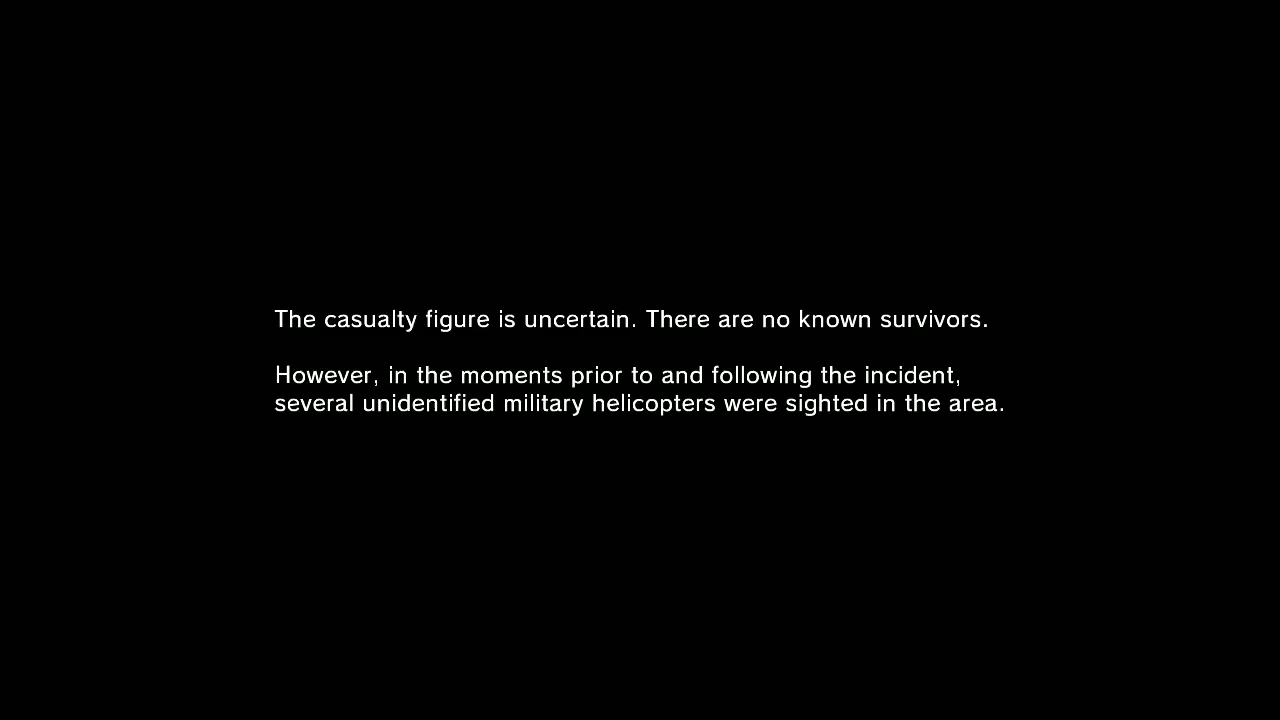 The casualty figure is uncertain. There are no known survivors.
However, in the moments prior to and following the incident,
several unidentified military helicopters were sighted in the area.